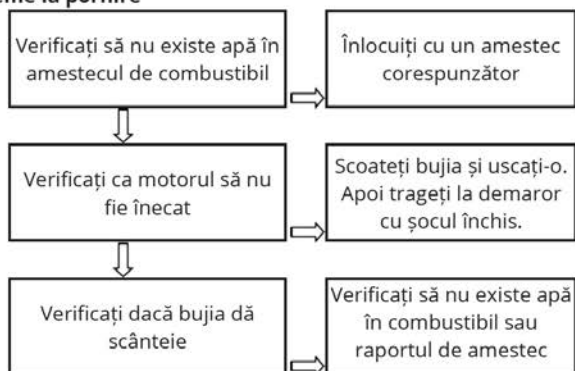 la pornire
Verificați să nu existe apă în
amestecul de combustibil
Înlocuiți cu un amestec
corespunzător
Verificați ca motorul să nu
fie înecat
Scoateți bujia și uscați-o.
Apoi trageți la demaror
cu șocul închis.
Verificați dacă bujia dă
scânteie
Verificați să nu existe apă
în combustibil sau
raportul de amestec